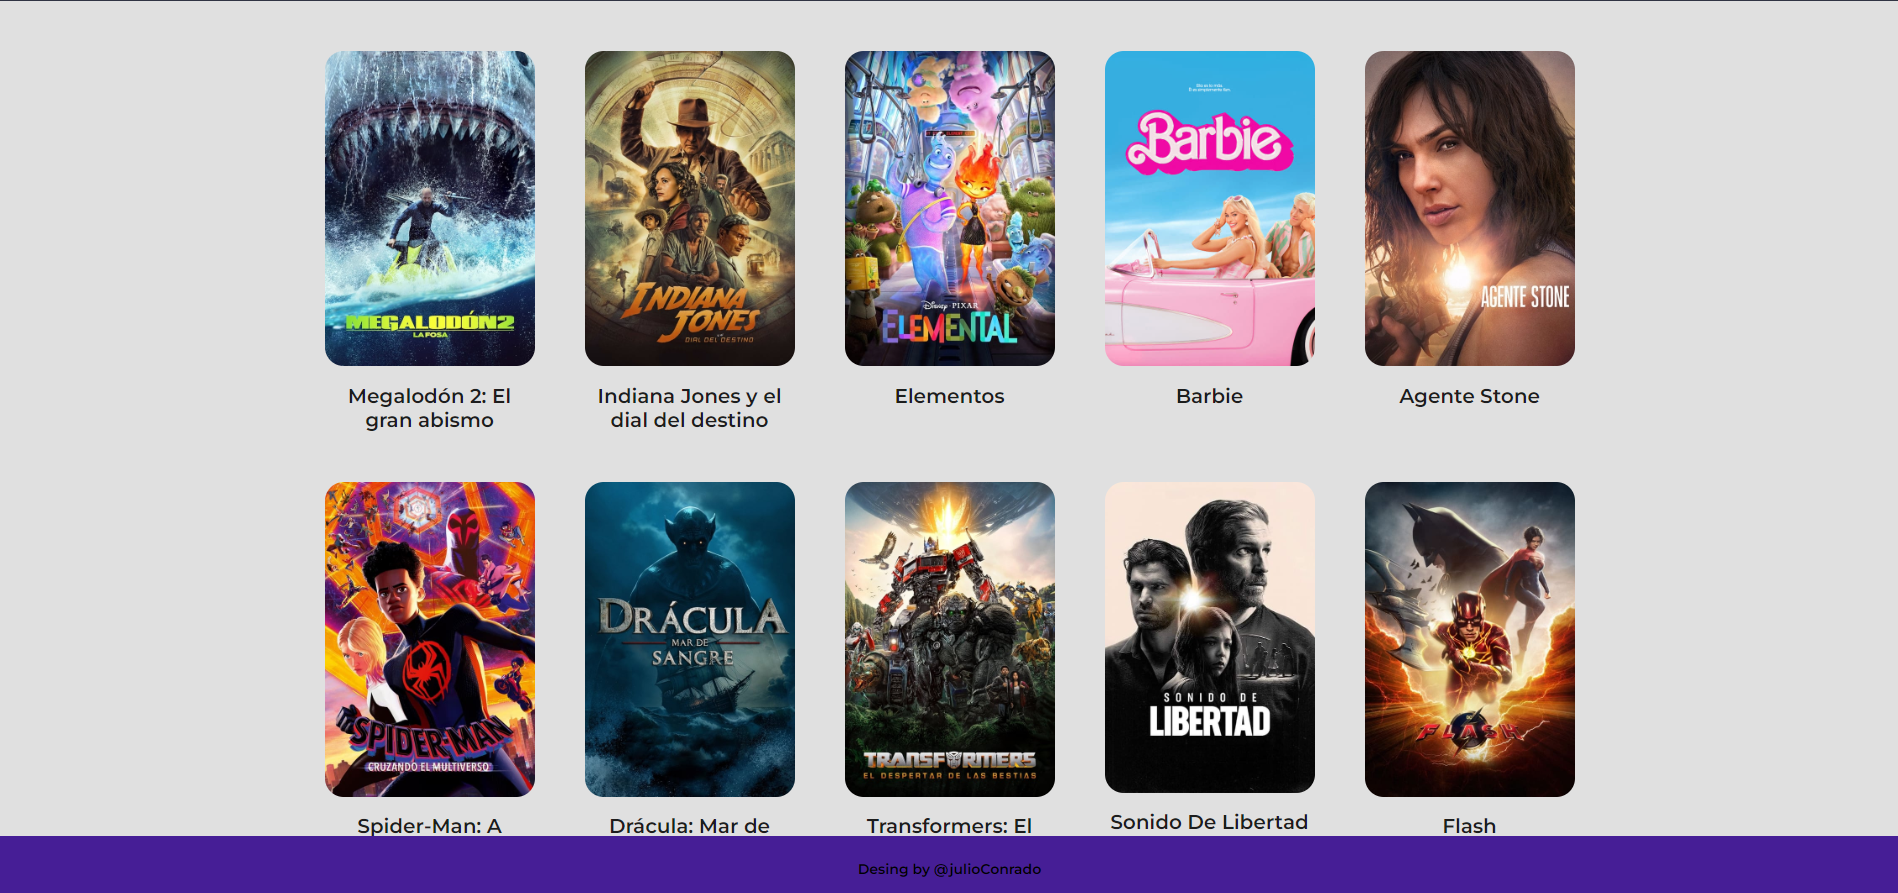 Barbie
AGENTE STONE
Disney PIXAR
ELEMENTAL
INDIANA
JONES
DIAL DEL DESTINO
MEGALODÓN2
LA FOSA
Megalodón 2: El
gran abismo
Indiana Jones y el
dial del destino
Elementos
Barbie
Agente Stone
SPIDER-MAN
CRUZANDO EL MULTIVERSO
DRÁCULA
MAR DE
SANGRE
TRANSFORMERS
EL DESPERTAR DE LAS BESTIAS
SONIDO DE
LIBERTAD
FLASH
Spider-Man: A
Drácula: Mar de
Transformers: El
Sonido De Libertad
Flash
Desing by @julioConrado